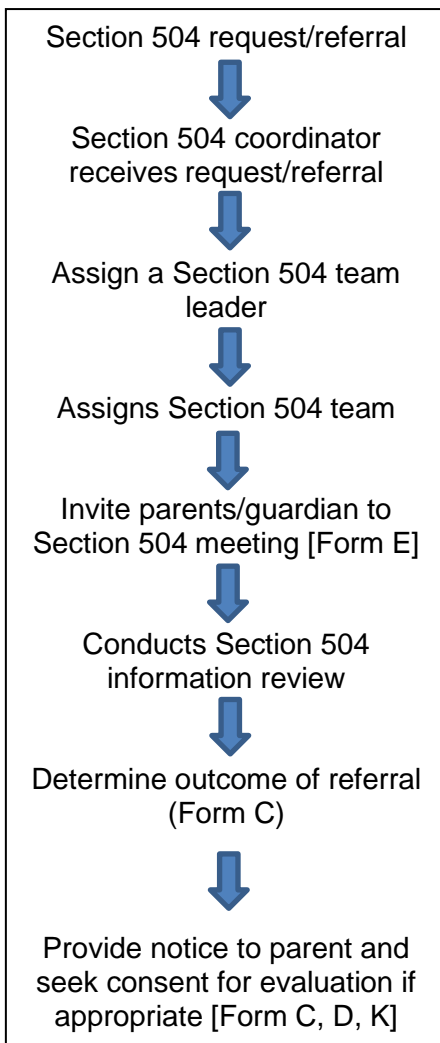 Section 504 request/referral
Section 504 coordinator
receives request/referral
Assign a Section 504 team
leader
Assigns Section 504 team
Invite parents/guardian to
Section 504 meeting [Form E]
Conducts Section 504
information review
Determine outcome of referral
(Form C)
Provide notice to parent and
seek consent for evaluation if
appropriate [Form C, D, K]